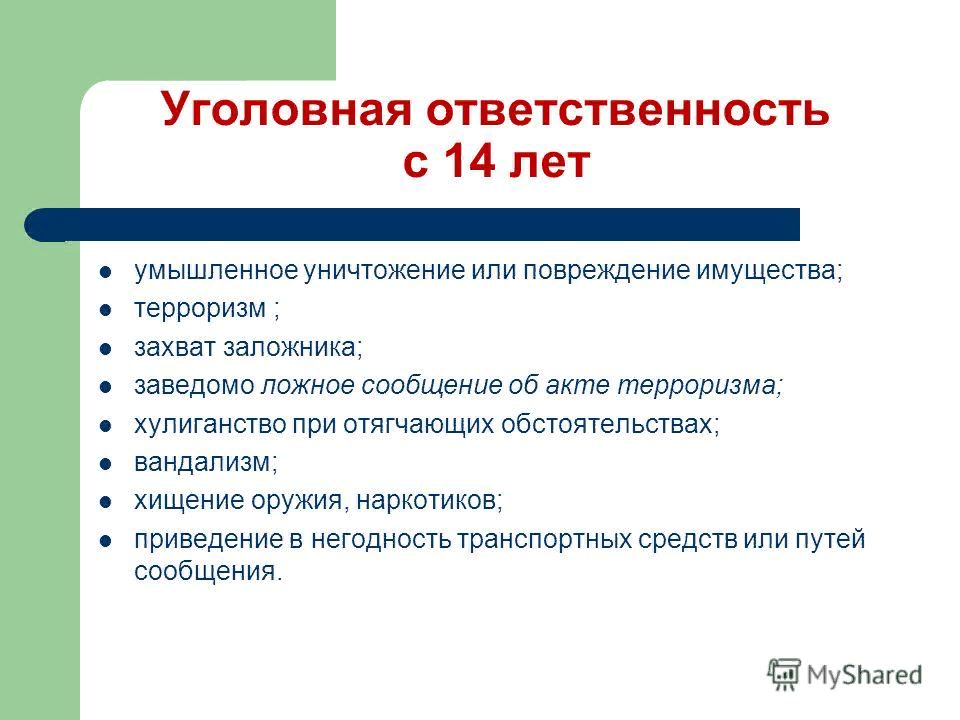 Уголовная ответственность
с 14 лет
умышленное уничтожение или повреждение имущества;
терроризм ;
захват заложника;
заведомо ложное сообщение об акте терроризма;
хулиганство при отягчающих обстоятельствах;
вандализм;
хищение оружия, наркотиков;
приведение в негодность транспортных средств или путей
сообщения.
MyShared